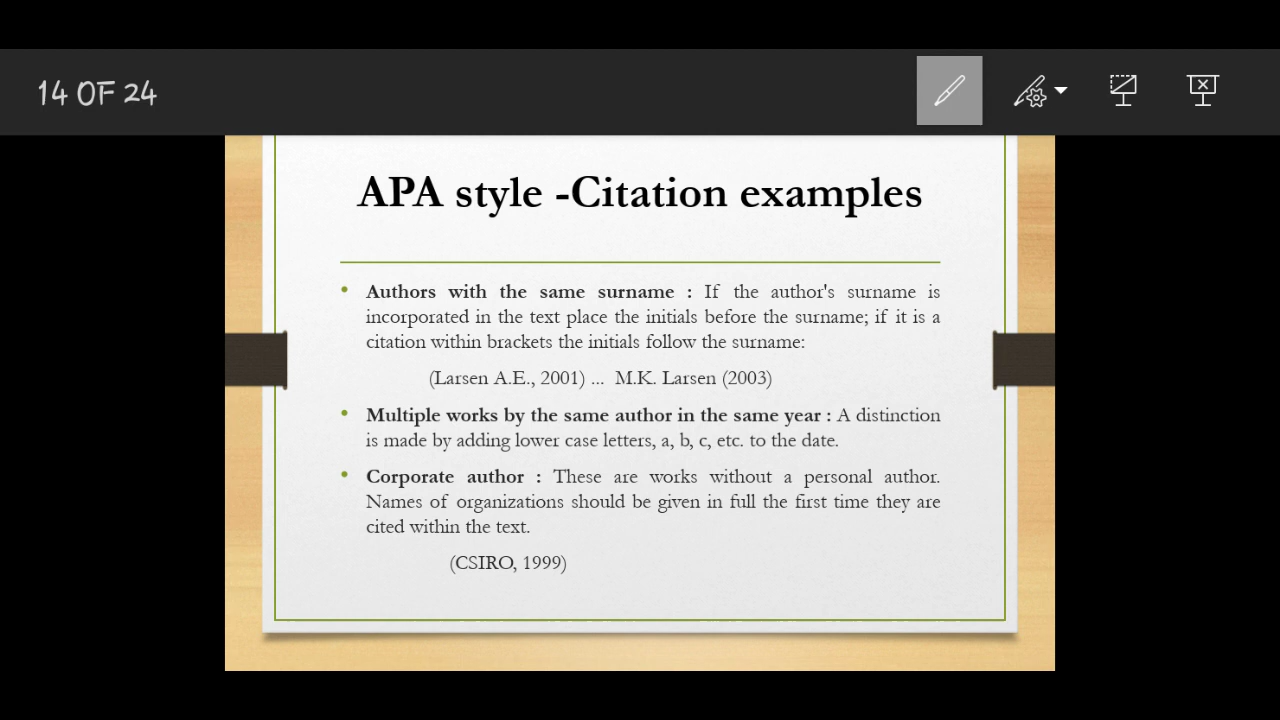 14 OF 24
APA style -Citation examples
• Authors with the same surname : If the author's surname is
incorporated in the text place the initials before the surname; if it is a
citation within brackets the initials follow the surname:
(Larsen A.E., 2001) ... M.K. Larsen (2003)
• Multiple works by the same author in the same year : A distinction
is made by adding lower case letters, a, b, c, etc. to the date.
• Corporate author : These are works without a personal author.
Names of organizations should be given in full the first time they are
cited within the text.
(CSIRO, 1999)